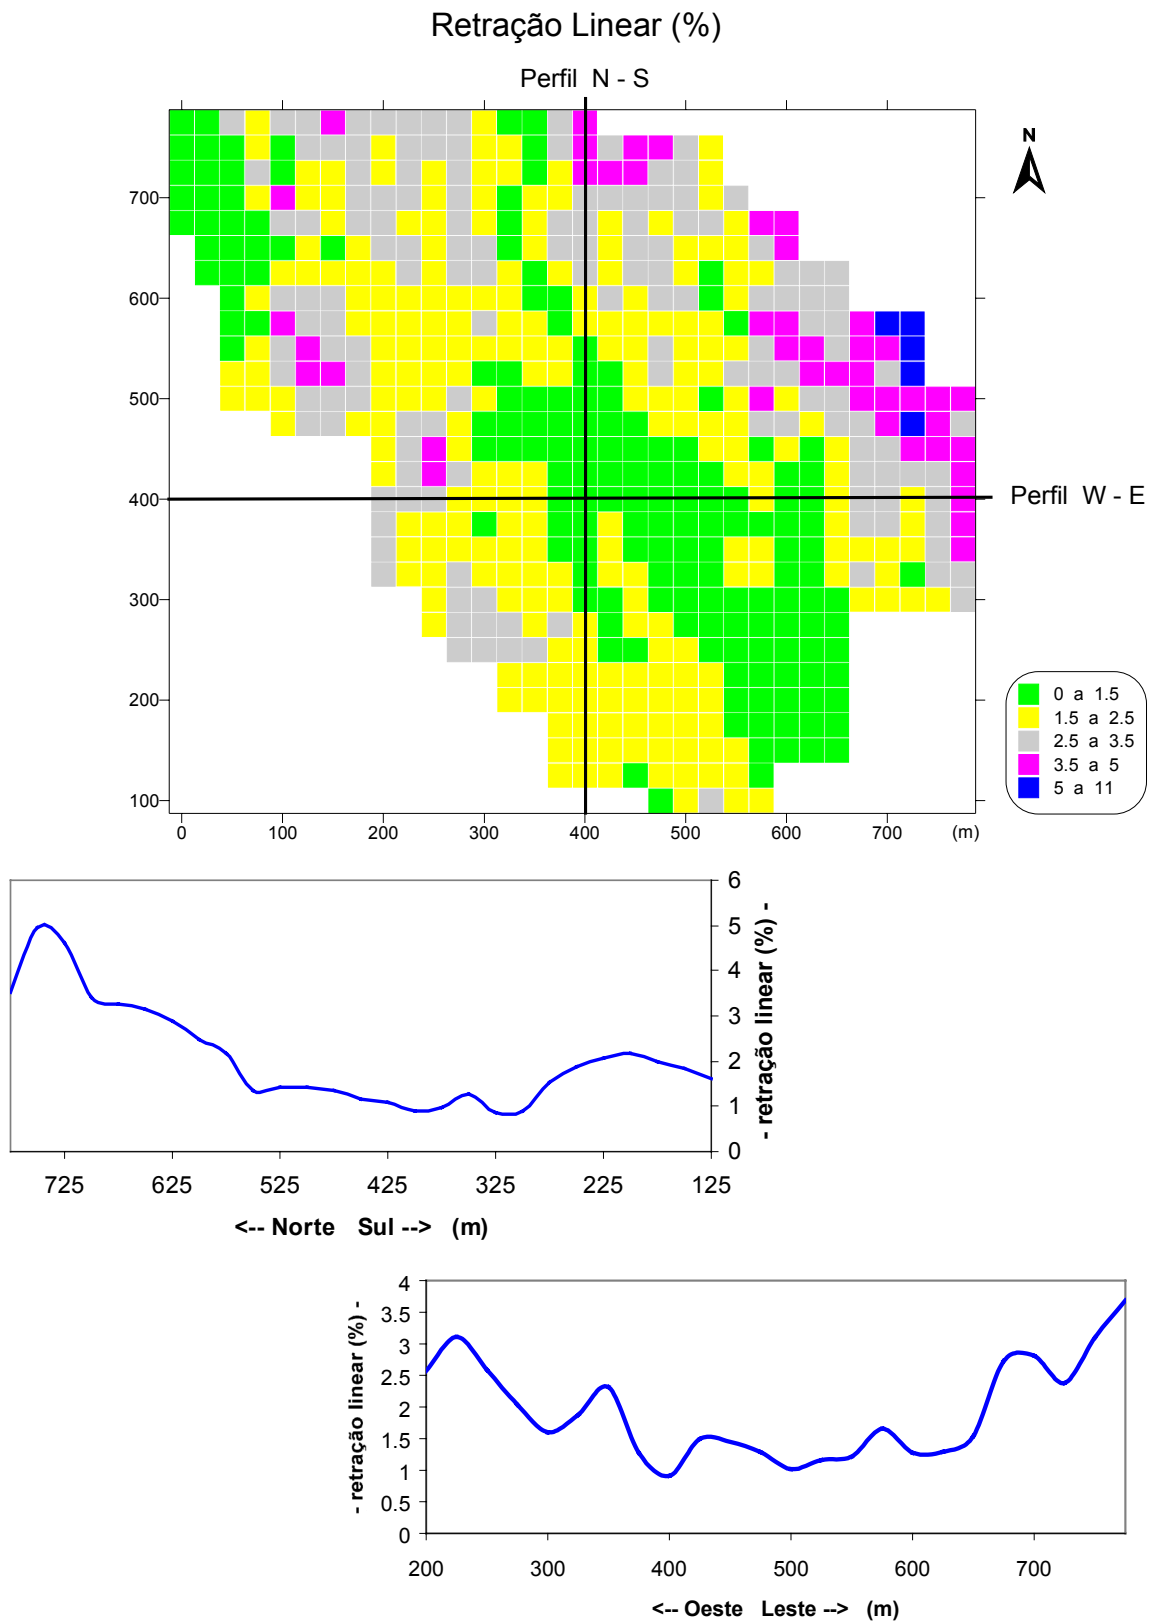 Retração Linear (%)
Perfil N - S
N
700
600
500
400
300
200
100
Perfil W - E
0 100 200 300 400 500 600 700 (m)
0 a 1.5
1.5 a 2.5
2.5 a 3.5
3.5 a 5
5 a 11
6
5
4
3
2
1
0
- retração linear (%) -
725 625 525 425 325 225 125
<-- Norte Sul --> (m)
4
3.5
3
2.5
2
1.5
1
0.5
0
- retração linear (%) -
200 300 400 500 600 700
<-- Oeste Leste --> (m)